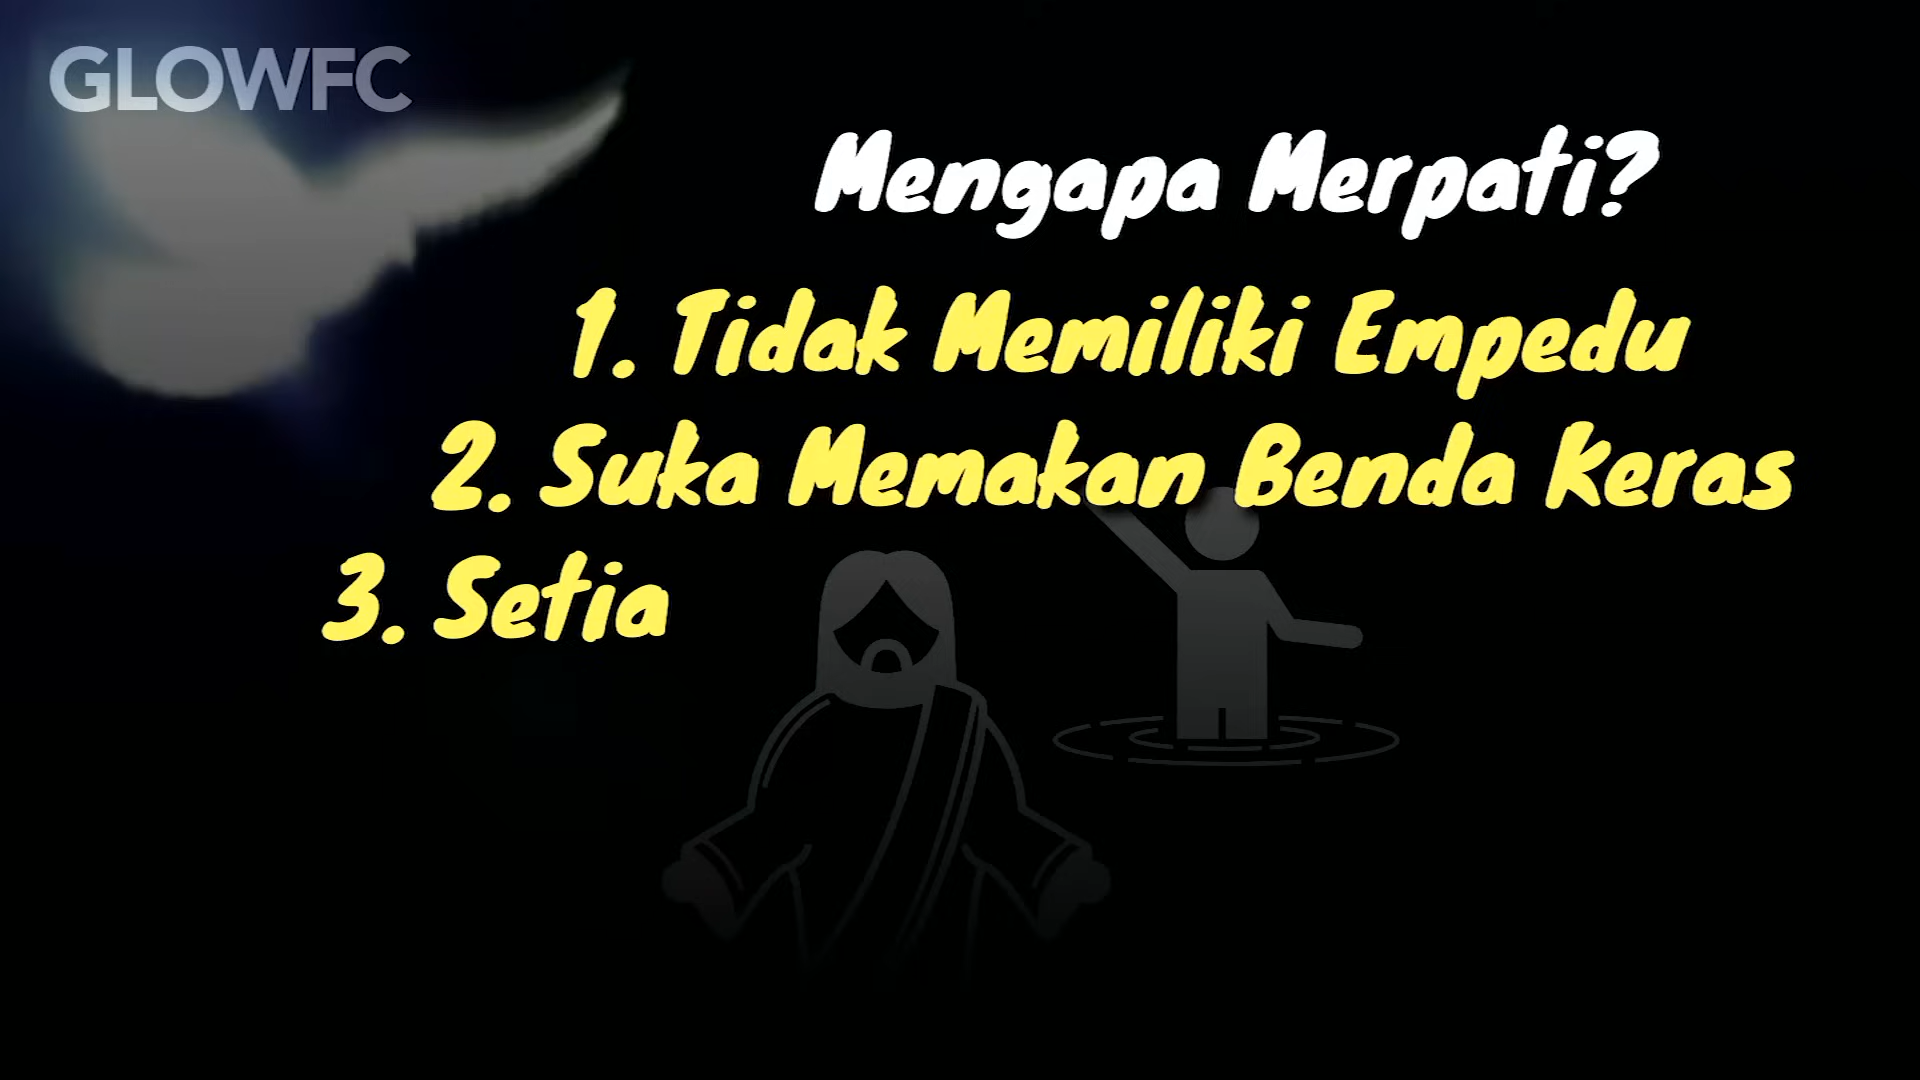 GLOWFC
Mengapa Merpati?
1. Tidak Memiliki Empedu
2. Suka Memakan Benda Keras
3. Setia